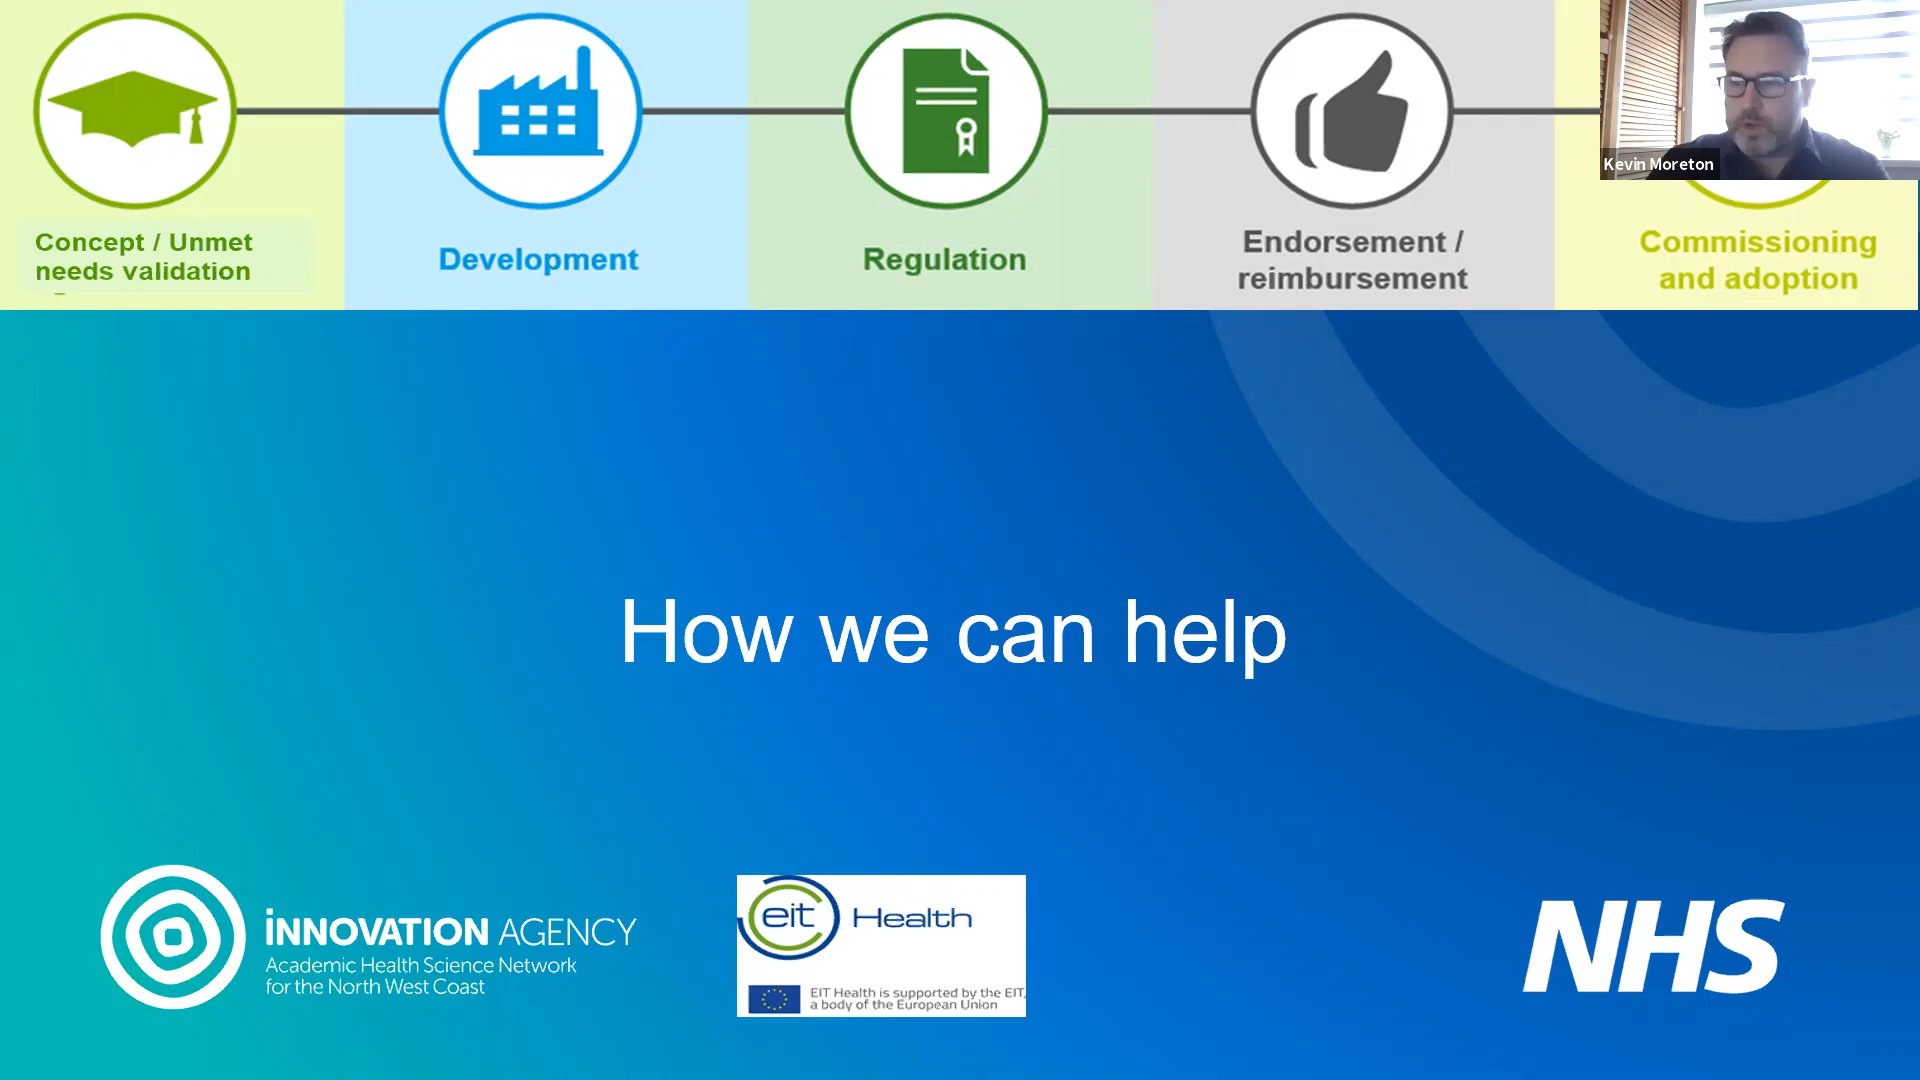 Concept / Unmet
needs validation
Development
Regulation
Endorsement /
reimbursement
Commissioning
and adoption
Kevin Moreton
How we can help
iNNOVATION AGENCY
Academic Health Science Network
for the North West Coast
eit Health
EIT Health is supported by the EIT,
a body of the European Union
NHS